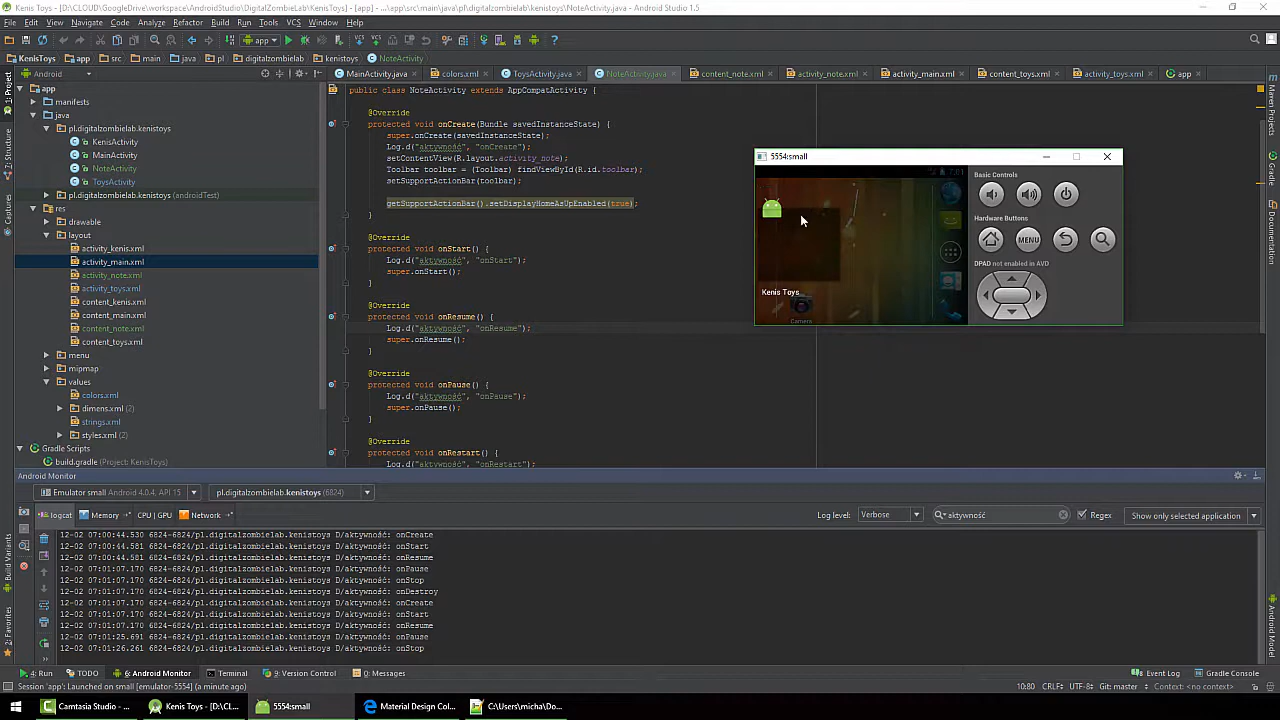 Kenis Toys - [D:\CLOUD\GoogleDrive\workspace\AndroidStudio\DigitalZombieLab\KenisToys] - [app] - ...\app\src\main\java\pl\digitalzombielab\kenistoys\NoteActivity.java - Android Studio 1.5
File Edit View Navigate Code Analyze Refactor Build Run Tools VCS Window Help
app
KenisToys app src main java pl digitalzombielab kenistoys NoteActivity
Android
MainActivity.java colors.xml ToysActivity.java NoteActivity.java content_note.xml activity_note.xml activity_main.xml content_toys.xml activity_toys.xml app
1: Project
Z: Structure
Captures
Build Variants
2: Favorites
Maven Projects
Documentation
Gradle
Android Model
app
manifests
java
pl.digitalzombielab.kenistoys
KenisActivity
MainActivity
NoteActivity
ToysActivity
pl.digitalzombielab.kenistoys (androidTest)
res
drawable
layout
activity_kenis.xml
activity_main.xml
activity_note.xml
activity_toys.xml
content_kenis.xml
content_main.xml
content_note.xml
content_toys.xml
menu
mipmap
values
colors.xml
dimens.xml (2)
strings.xml
styles.xml (2)
Gradle Scripts
build.gradle (Project: KenisToys)
public class NoteActivity extends AppCompatActivity {
@Override
protected void onCreate(Bundle savedInstanceState) {
super.onCreate(savedInstanceState);
Log.d("aktywność", "onCreate");
setContentView(R.layout.activity_note);
Toolbar toolbar = (Toolbar) findViewById(R.id.toolbar);
setSupportActionBar(toolbar);
getSupportActionBar().setDisplayHomeAsUpEnabled(true);
}
@Override
protected void onStart() {
Log.d("aktywność", "onStart");
super.onStart();
}
@Override
protected void onResume() {
Log.d("aktywność", "onResume");
super.onResume();
}
@Override
protected void onPause() {
Log.d("aktywność", "onPause");
super.onPause();
}
@Override
protected void onRestart() {
Log.d("aktywność", "onRestart");
5554:small
7:01
Kenis Toys
Camera
Basic Controls
Hardware Buttons
MENU
DPAD not enabled in AVD
Android Monitor
Emulator small Android 4.0.4, API 15 pl.digitalzombielab.kenistoys (6824)
logcat Memory CPU | GPU Network Log level: Verbose aktywność Regex Show only selected application
12-02 07:00:44.530 6824-6824/pl.digitalzombielab.kenistoys D/aktywność: onCreate
12-02 07:00:44.581 6824-6824/pl.digitalzombielab.kenistoys D/aktywność: onStart
12-02 07:00:44.581 6824-6824/pl.digitalzombielab.kenistoys D/aktywność: onResume
12-02 07:01:07.170 6824-6824/pl.digitalzombielab.kenistoys D/aktywność: onPause
12-02 07:01:07.170 6824-6824/pl.digitalzombielab.kenistoys D/aktywność: onStop
12-02 07:01:07.170 6824-6824/pl.digitalzombielab.kenistoys D/aktywność: onDestroy
12-02 07:01:07.170 6824-6824/pl.digitalzombielab.kenistoys D/aktywność: onCreate
12-02 07:01:07.170 6824-6824/pl.digitalzombielab.kenistoys D/aktywność: onStart
12-02 07:01:07.170 6824-6824/pl.digitalzombielab.kenistoys D/aktywność: onResume
12-02 07:01:25.691 6824-6824/pl.digitalzombielab.kenistoys D/aktywność: onPause
12-02 07:01:26.261 6824-6824/pl.digitalzombielab.kenistoys D/aktywność: onStop
4: Run TODO 6: Android Monitor Terminal 9: Version Control 0: Messages Event Log Gradle Console
Session 'app': Launched on small [emulator-5554] (a minute ago) 10:80 CRLF÷ UTF-8÷ Git: master÷ Context: <no context>
Camtasia Studio - ... Kenis Toys - [D:\CL... 5554:small Material Design Col... C:\Users\micha\Do...